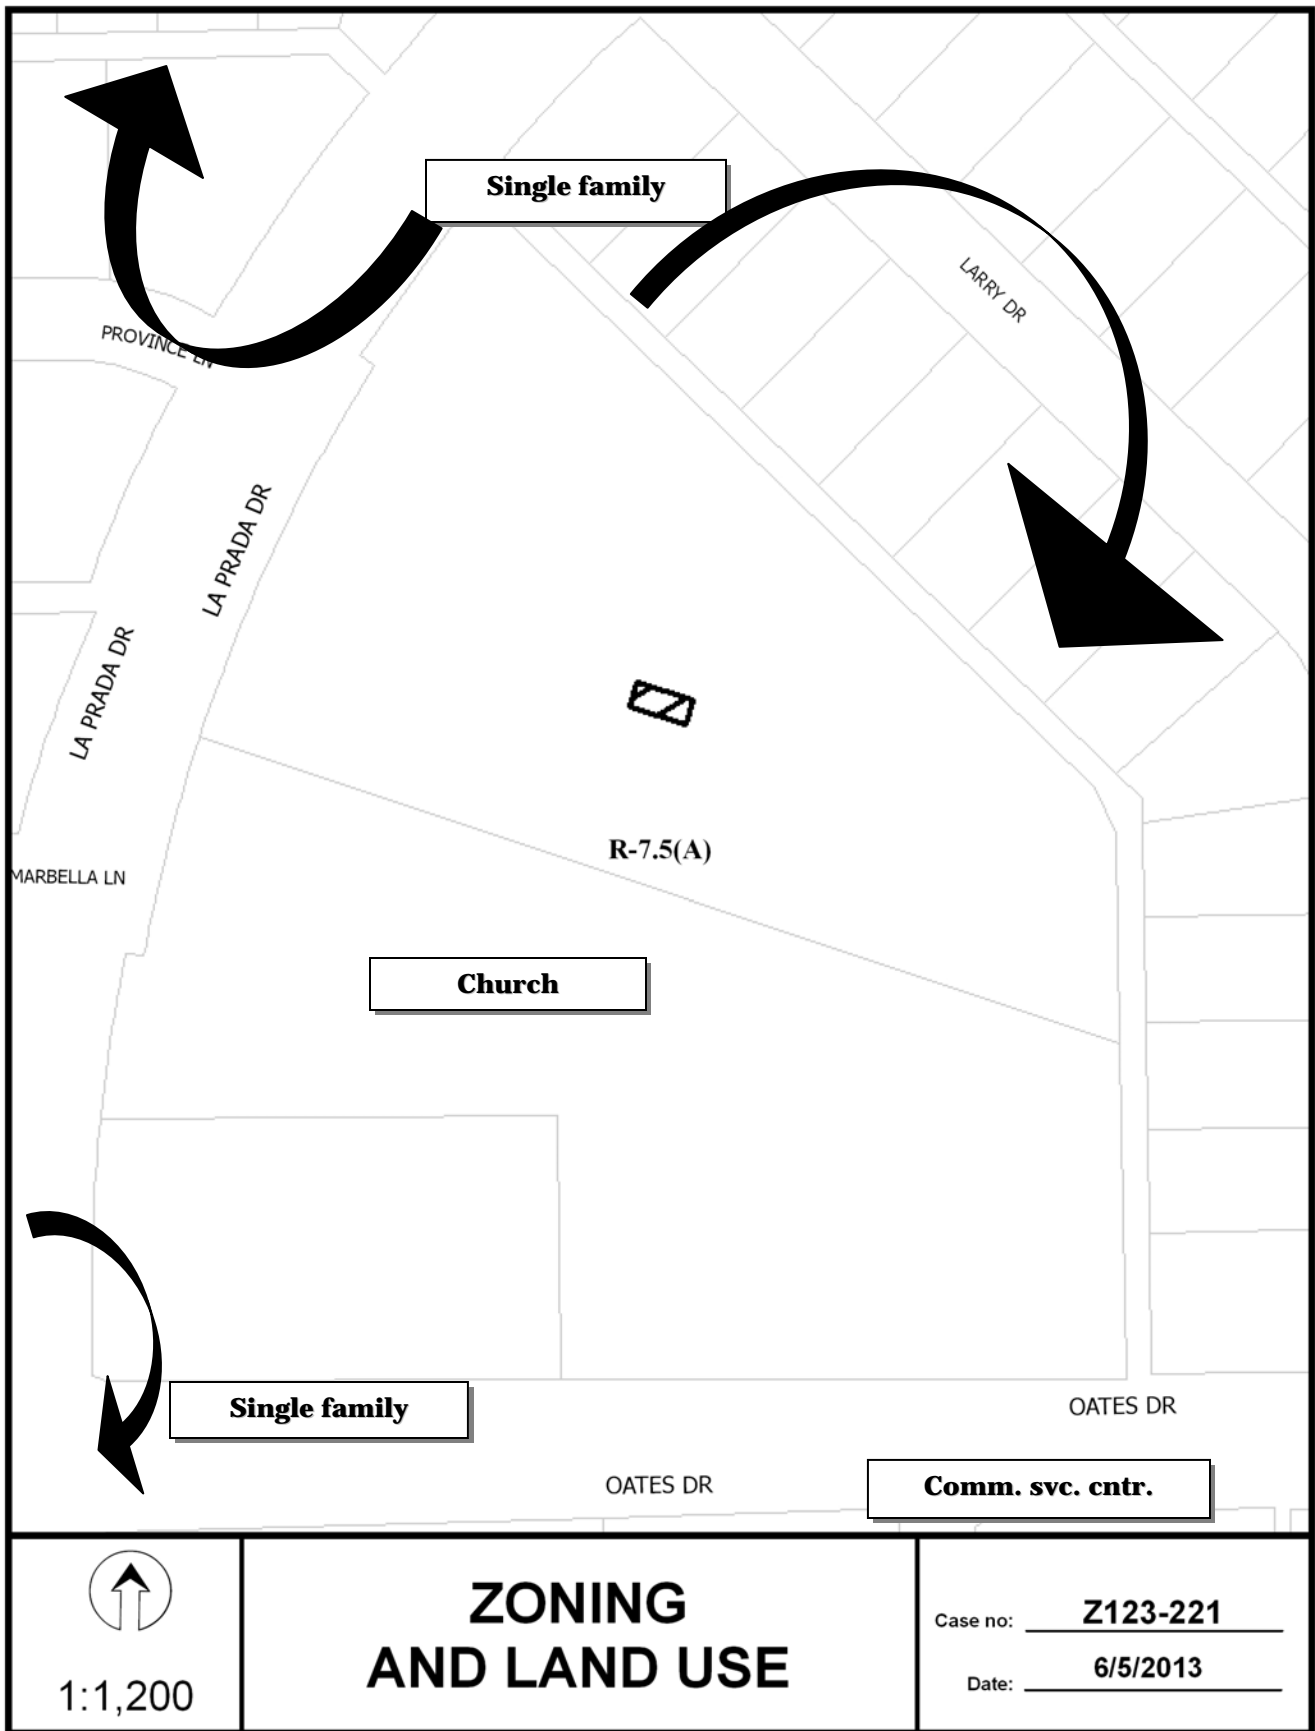 Single family
LARRY DR
PROVINCE LN
LA PRADA DR
LA PRADA DR
R-7.5(A)
MARBELLA LN
Church
Single family
OATES DR
OATES DR
Comm. svc. cntr.
1:1,200
ZONING
AND LAND USE
Case no: Z123-221
Date: 6/5/2013